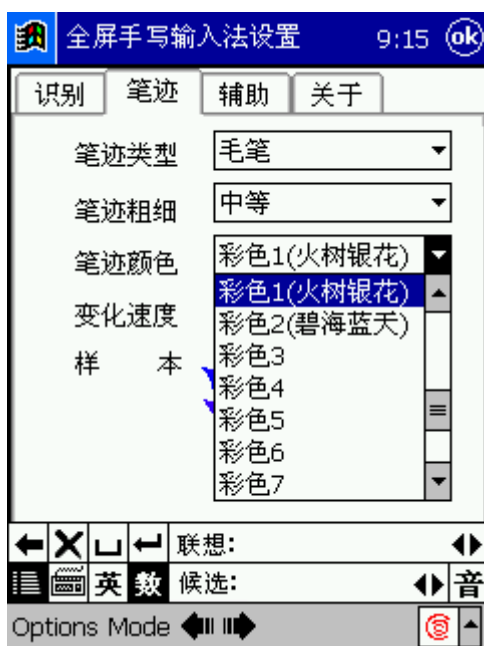 全屏手写输入法设置 9:15 ok
识别 笔迹 辅助 关于
笔迹类型 毛笔
笔迹粗细 中等
笔迹颜色 彩色1(火树银花)
彩色1(火树银花)
变化速度 彩色2(碧海蓝天)
彩色3
样 本
彩色4
彩色5
彩色6
彩色7
联想:
英 数 候选: 音
Options Mode